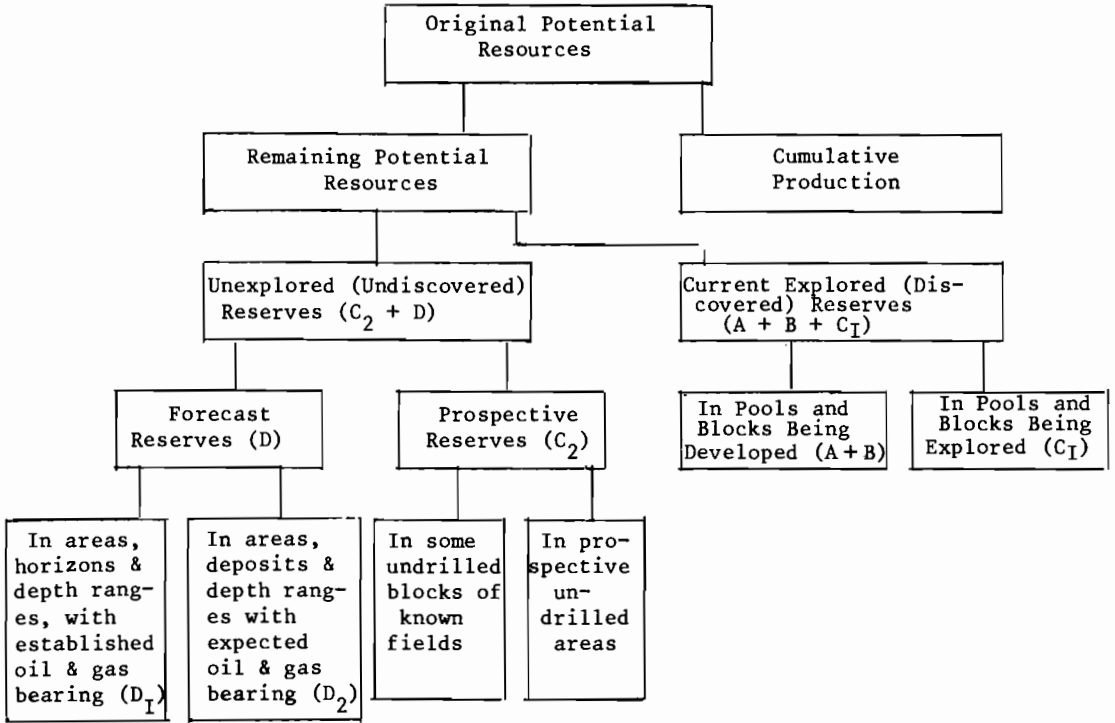 Original Potential
Resources
Remaining Potential
Resources
Cumulative
Production
Unexplored (Undiscovered)
Reserves (C₂ + D)
Current Explored (Dis-
covered) Reserves
(A + B + C_I)
Forecast
Reserves (D)
Prospective
Reserves (C₂)
In Pools and
Blocks Being
Developed (A+B)
In Pools and
Blocks Being
Explored (C_I)
In areas,
horizons &
depth rang-
es, with
established
oil & gas
bearing (D_I)
In areas,
deposits &
depth rang-
es with
expected
oil & gas
bearing (D₂)
In some
undrilled
blocks of
known
fields
In pro-
spective
un-
drilled
areas